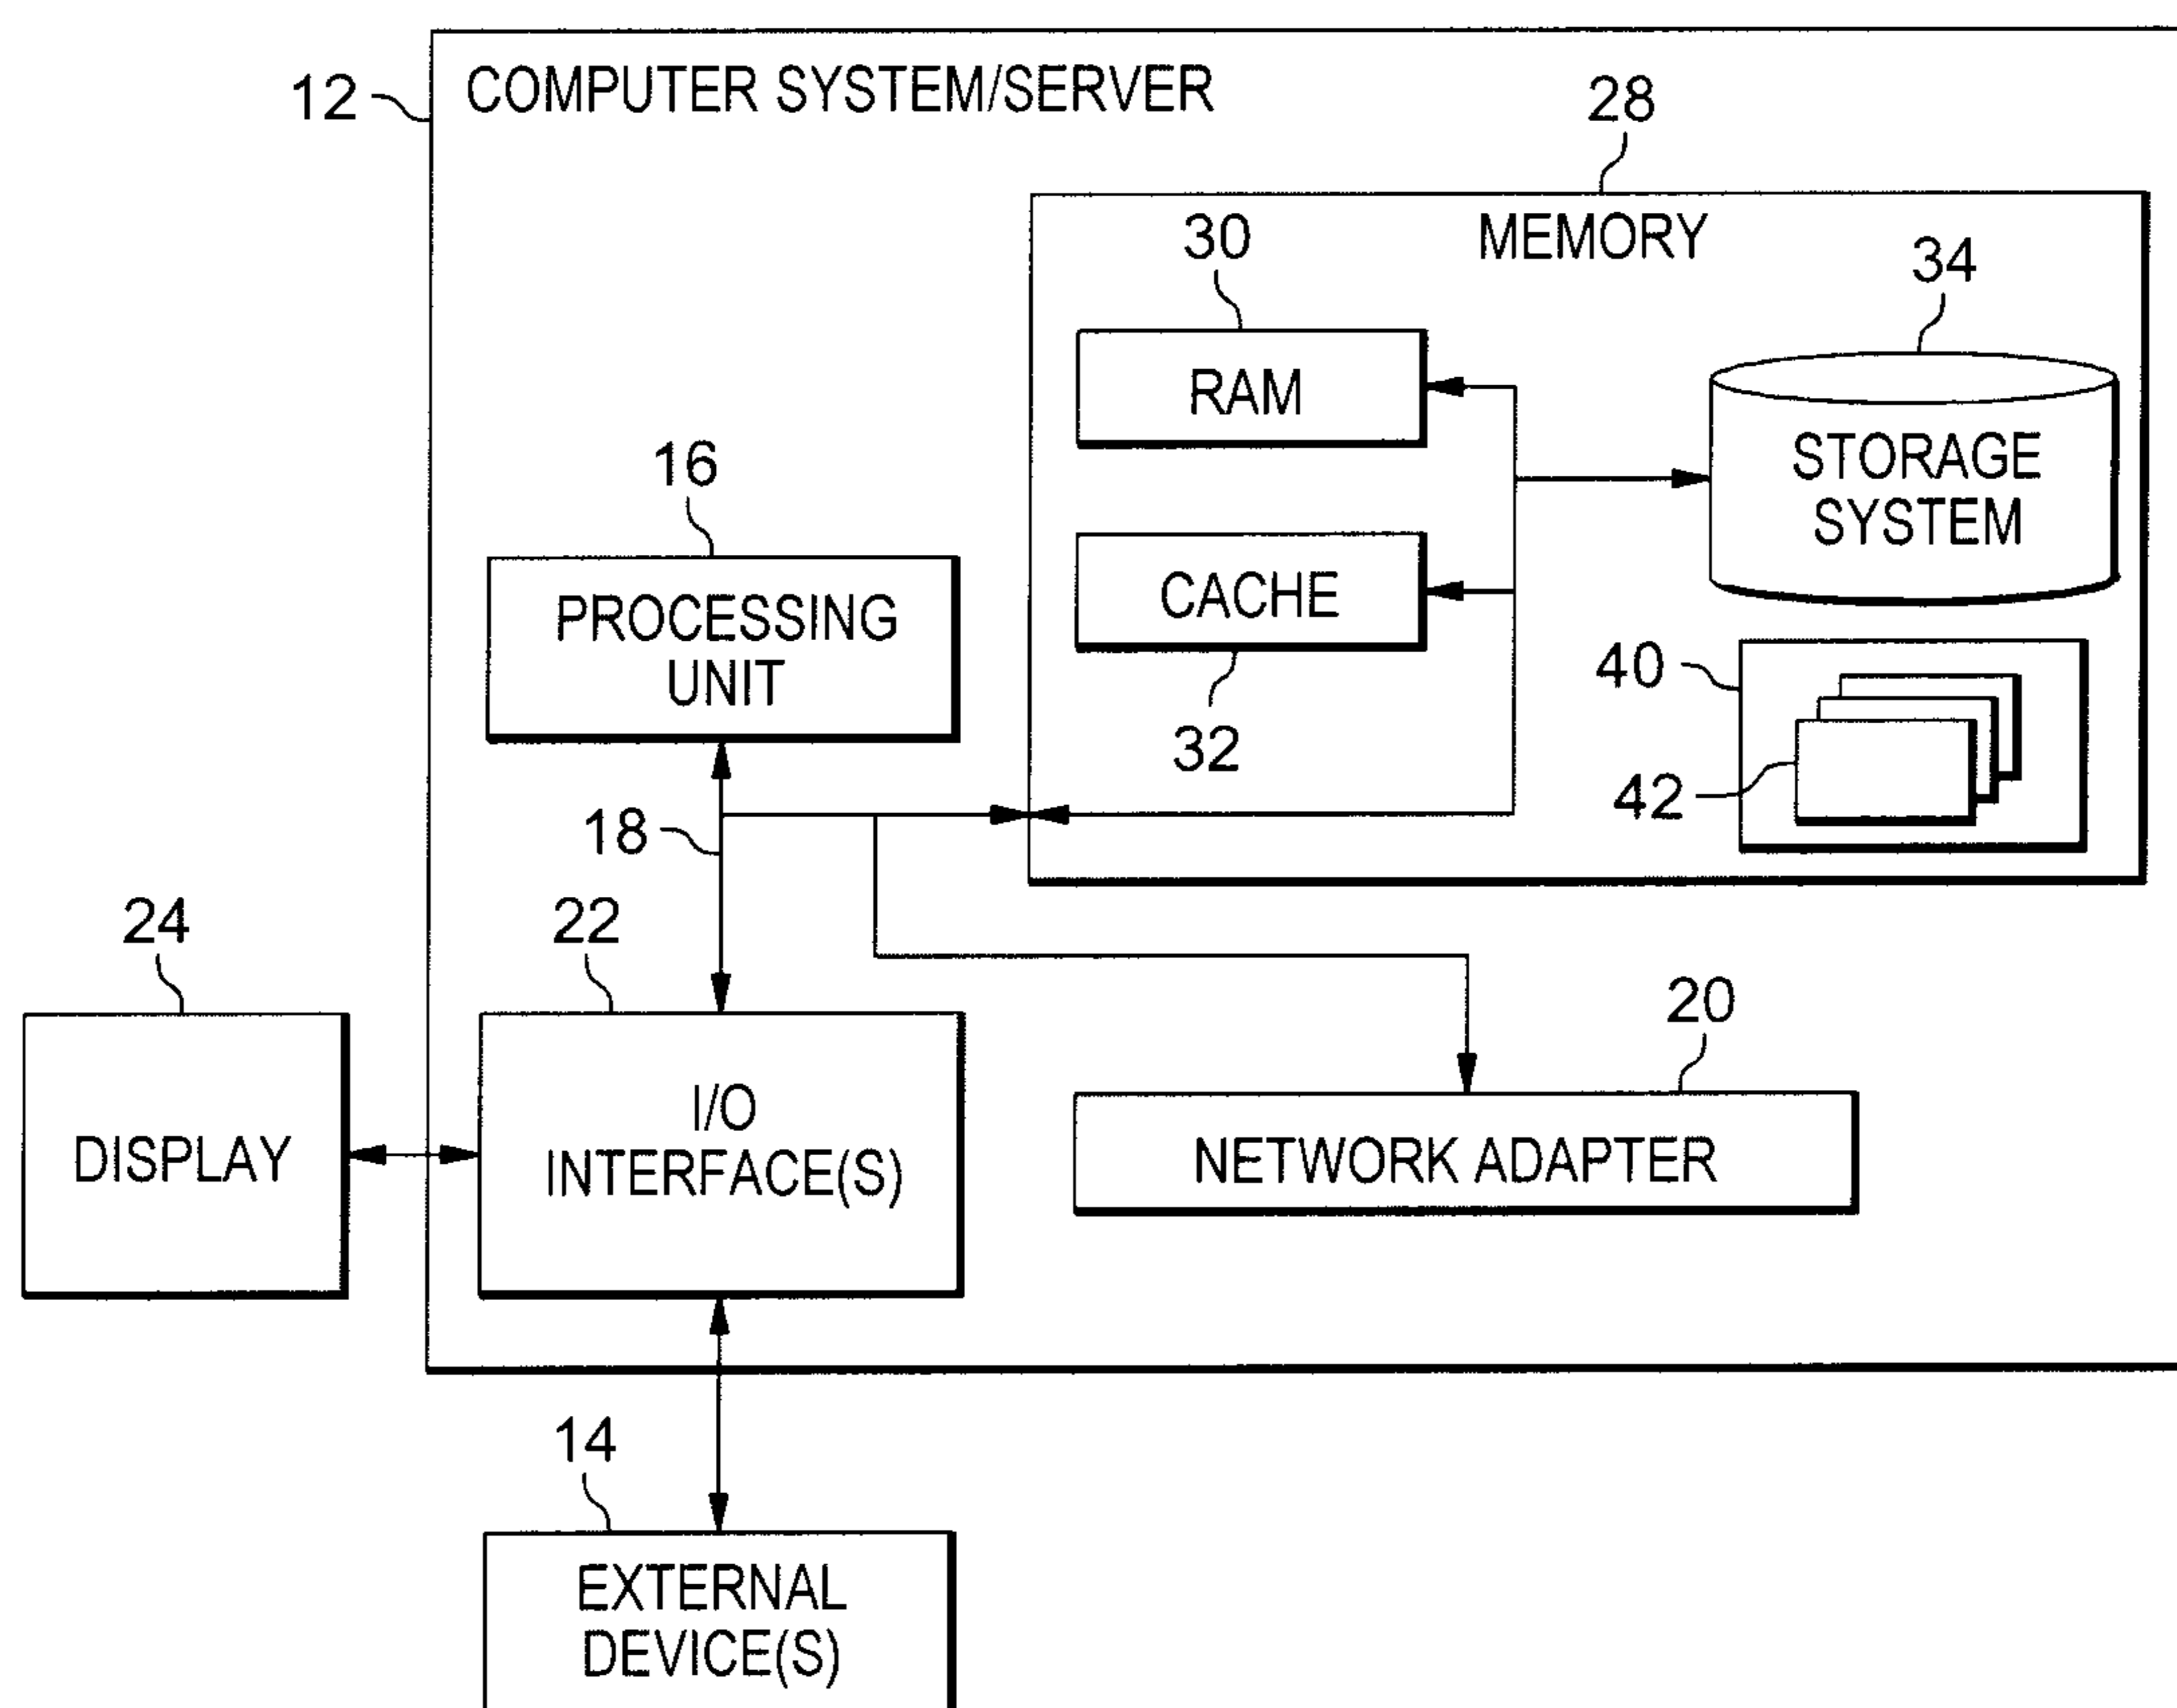 12
COMPUTER SYSTEM/SERVER
28
MEMORY
30
34
RAM
STORAGE
SYSTEM
16
PROCESSING
UNIT
CACHE
32
40
42
18
24
22
20
DISPLAY
I/O
INTERFACE(S)
NETWORK ADAPTER
14
EXTERNAL
DEVICE(S)